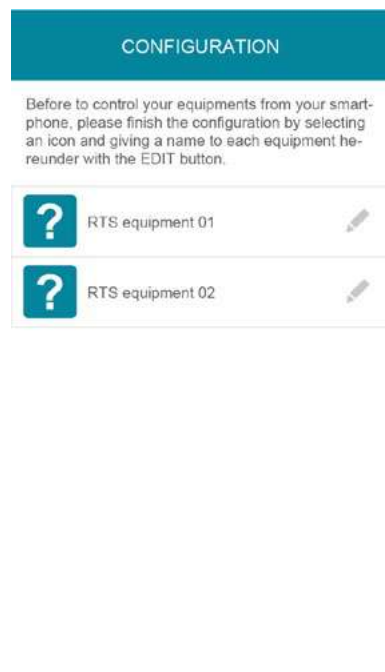 CONFIGURATION
Before to control your equipments from your smart-
phone, please finish the configuration by selecting
an icon and giving a name to each equipment he-
reunder with the EDIT button.
? RTS equipment 01
? RTS equipment 02